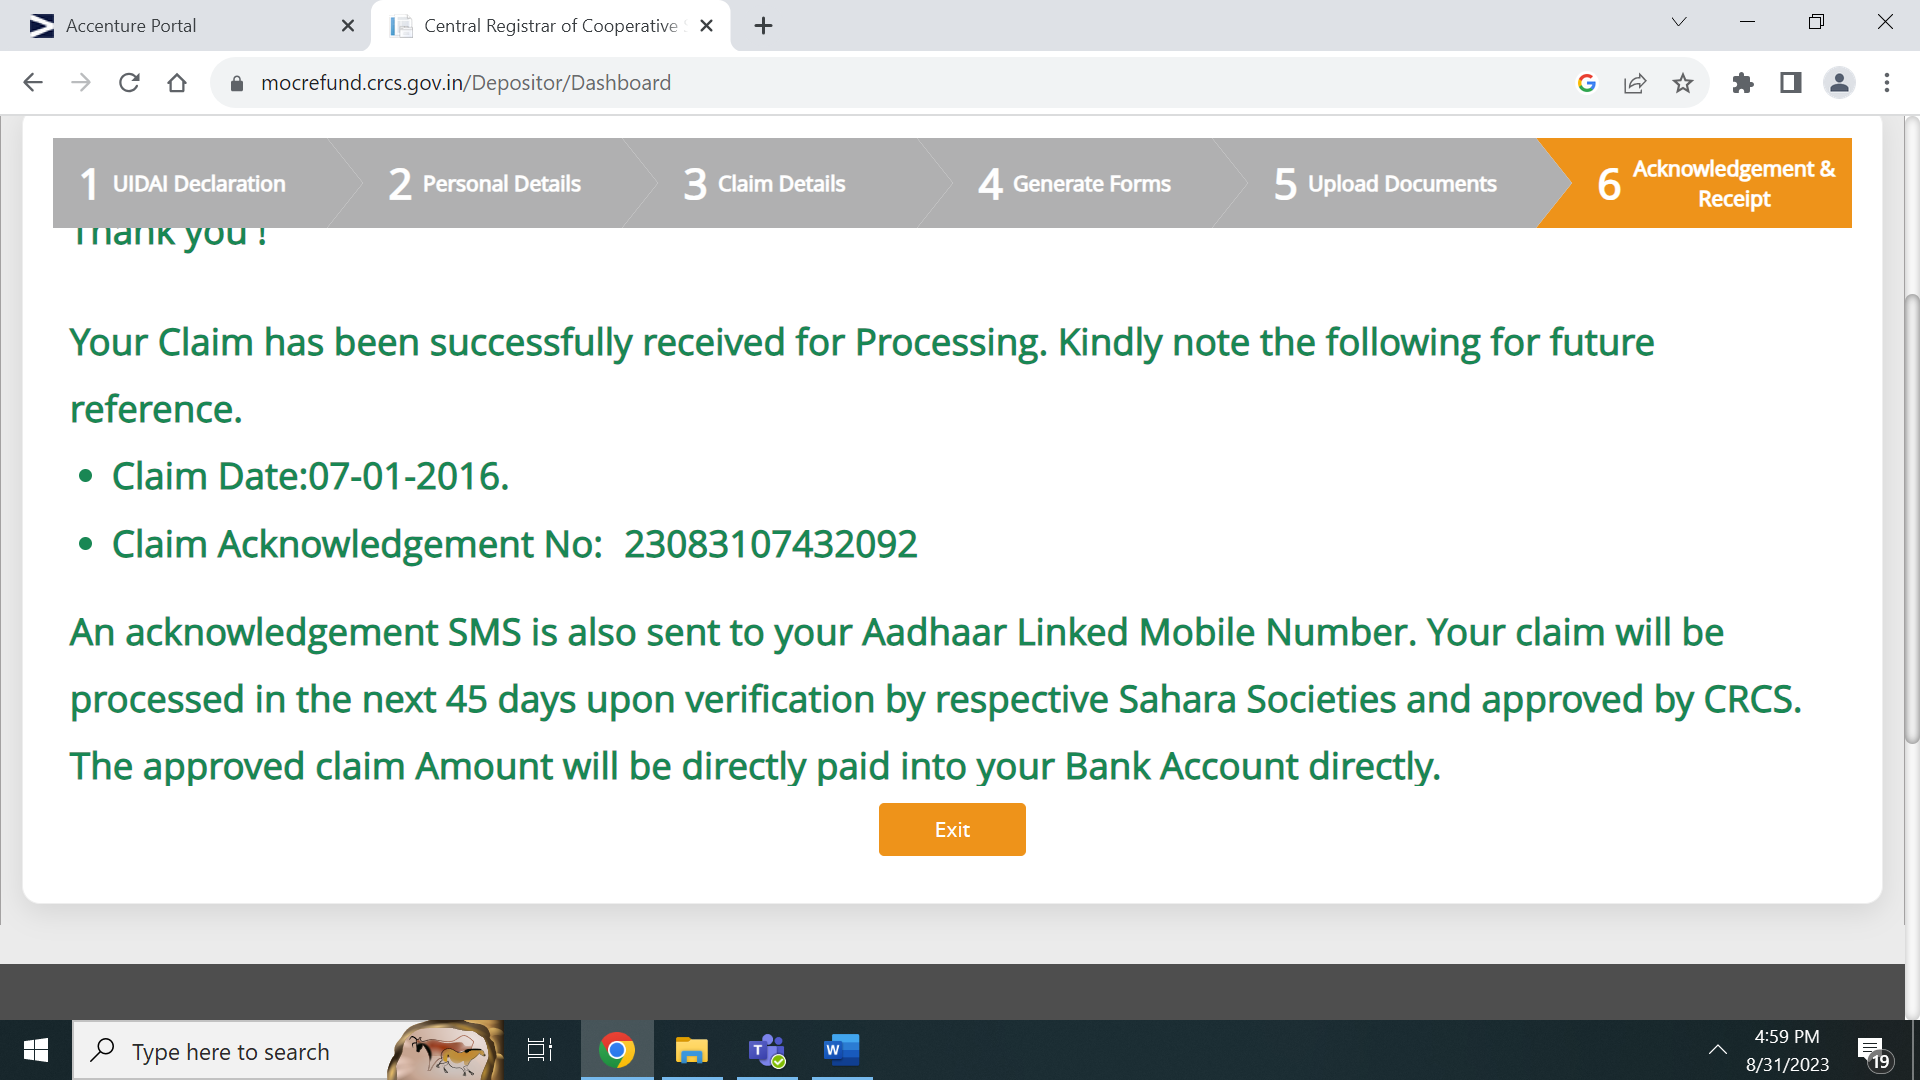 Accenture Portal
Central Registrar of Cooperative
mocrefund.crcs.gov.in/Depositor/Dashboard
1 UIDAI Declaration
2 Personal Details
3 Claim Details
4 Generate Forms
5 Upload Documents
6 Acknowledgement &
Receipt
Thank you !
Your Claim has been successfully received for Processing. Kindly note the following for future
reference.
• Claim Date:07-01-2016.
• Claim Acknowledgement No: 23083107432092
An acknowledgement SMS is also sent to your Aadhaar Linked Mobile Number. Your claim will be
processed in the next 45 days upon verification by respective Sahara Societies and approved by CRCS.
The approved claim Amount will be directly paid into your Bank Account directly.
Exit
Type here to search
4:59 PM
8/31/2023
19